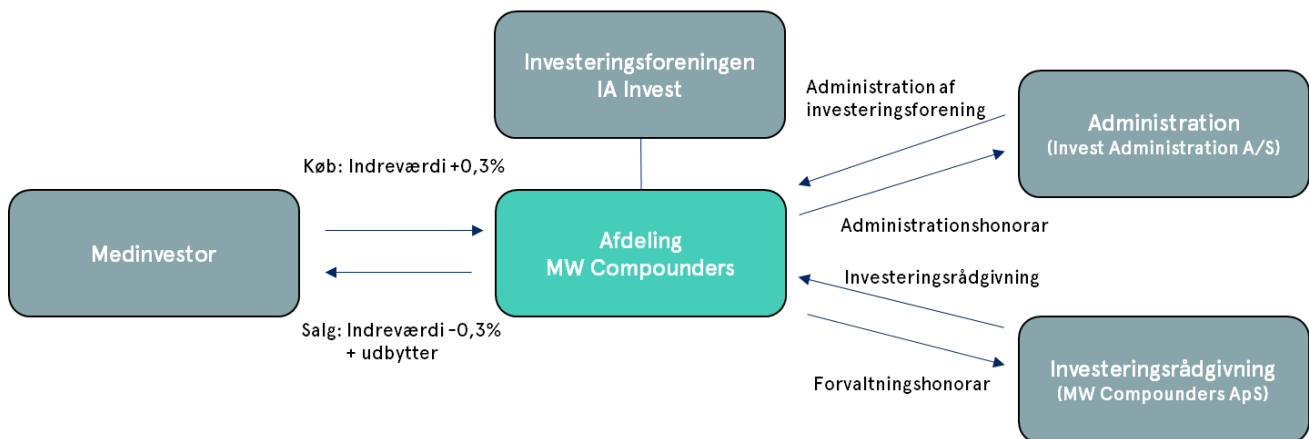 Investeringsforeningen
IA Invest
Administration af
investeringsforening
Administration
(Invest Administration A/S)
Køb: Indreværdi +0,3%
Medinvestor
Afdeling
MW Compounders
Administrationshonorar
Investeringsrådgivning
Salg: Indreværdi -0,3%
+ udbytter
Forvaltningshonorar
Investeringsrådgivning
(MW Compounders ApS)